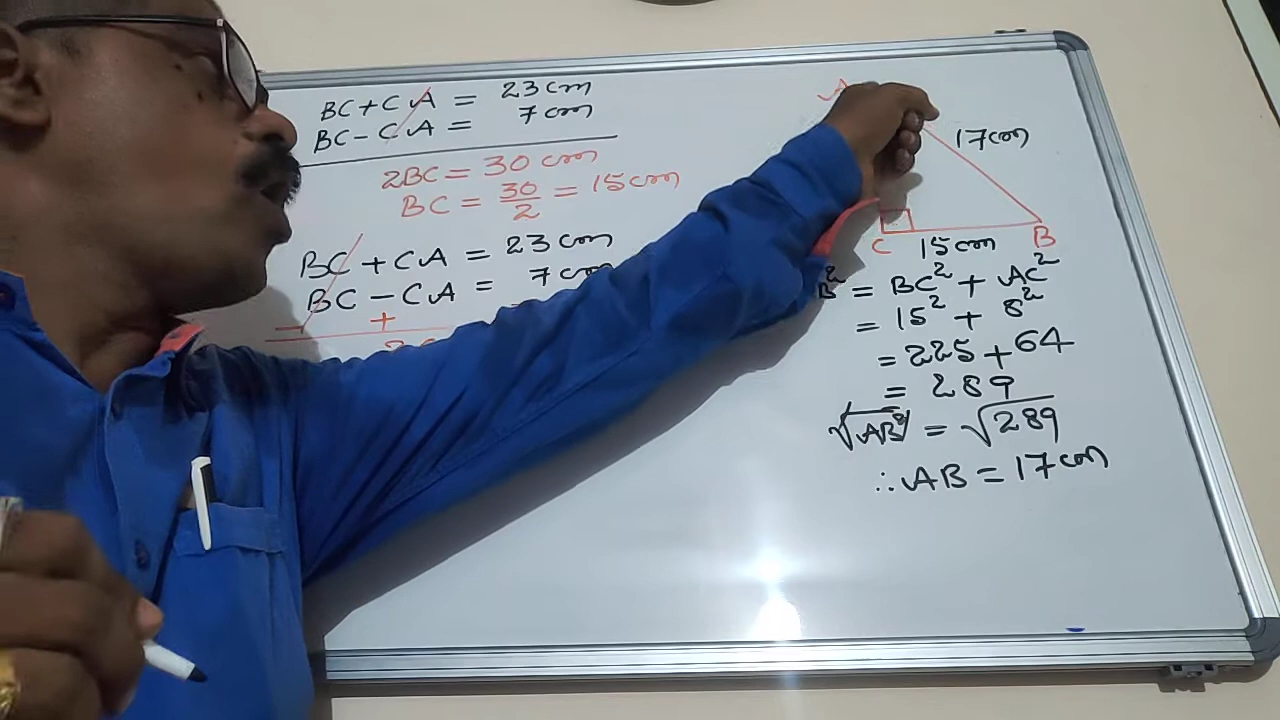 BC + CA = 23 cm
BC - CA = 7 cm
2BC = 30 cm
BC = 30/2 = 15 cm
BC + CA = 23 cm
BC - CA = 7 cm
- +
A
17 cm
C 15 cm B
B² = BC² + AC²
= 15² + 8²
= 225 + 64
= 289
√AB² = √289
∴ AB = 17 cm